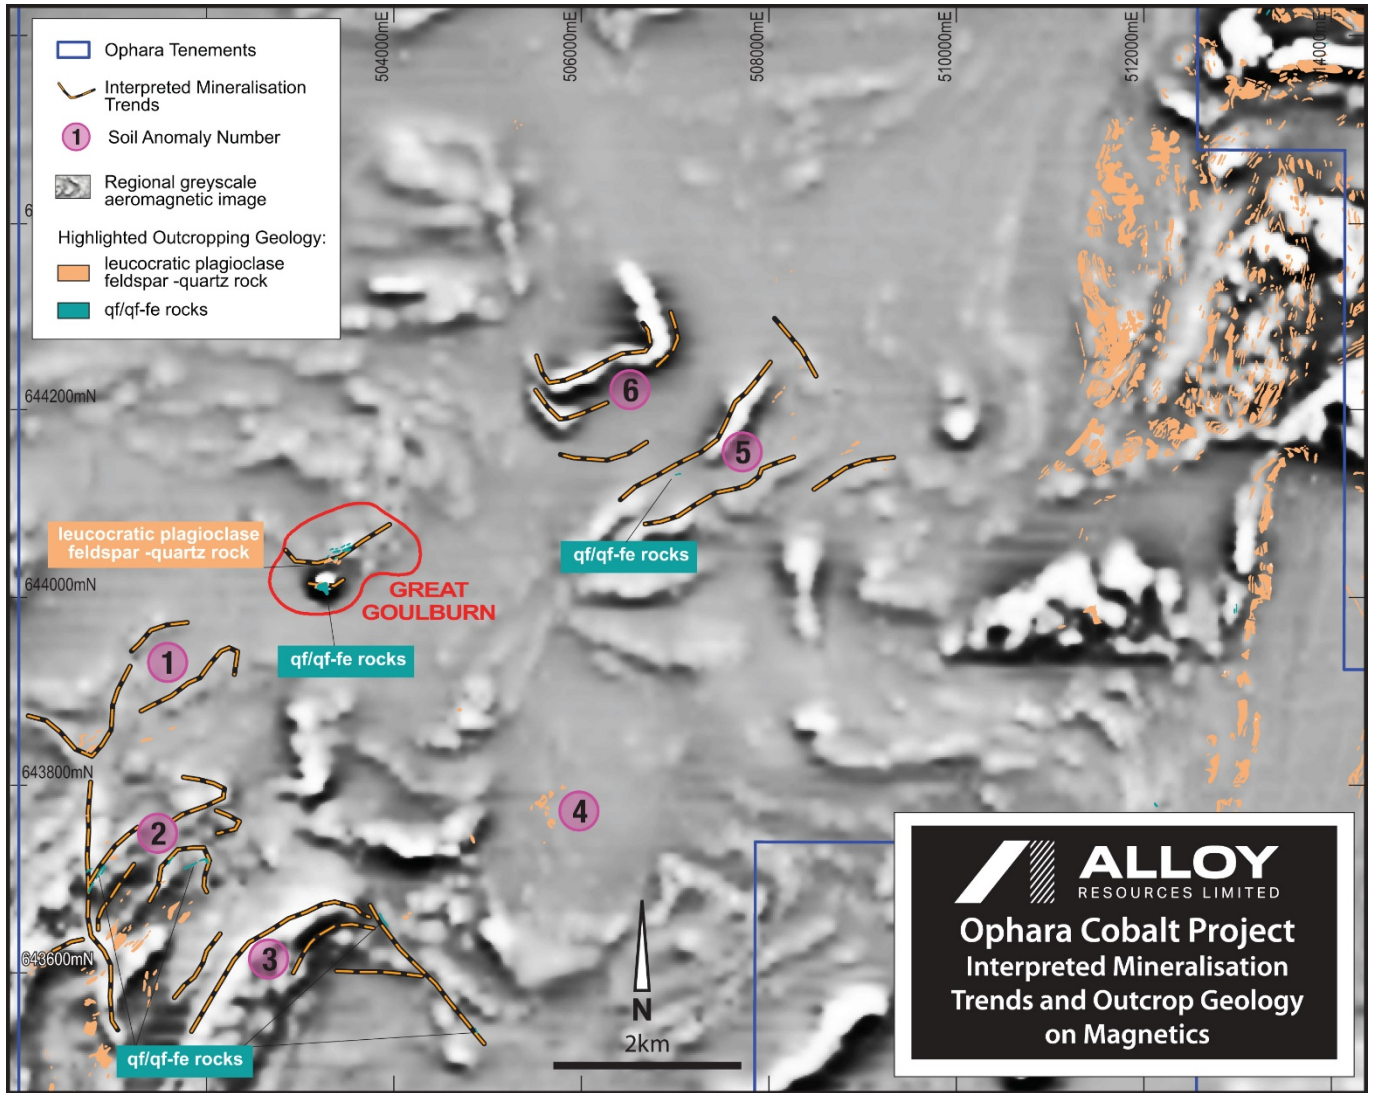 504000mE
506000mE
508000mE
510000mE
512000mE
Ophara Tenements
Interpreted Mineralisation
Trends
1
Soil Anomaly Number
Regional greyscale
aeromagnetic image
Highlighted Outcropping Geology:
leucocratic plagioclase
feldspar -quartz rock
qf/qf-fe rocks
6
644200mN
6
5
leucocratic plagioclase
feldspar -quartz rock
qf/qf-fe rocks
644000mN
GREAT
GOULBURN
qf/qf-fe rocks
1
643800mN
4
2
3
643600mN
qf/qf-fe rocks
N
2km
ALLOY
RESOURCES LIMITED
Ophara Cobalt Project
Interpreted Mineralisation
Trends and Outcrop Geology
on Magnetics